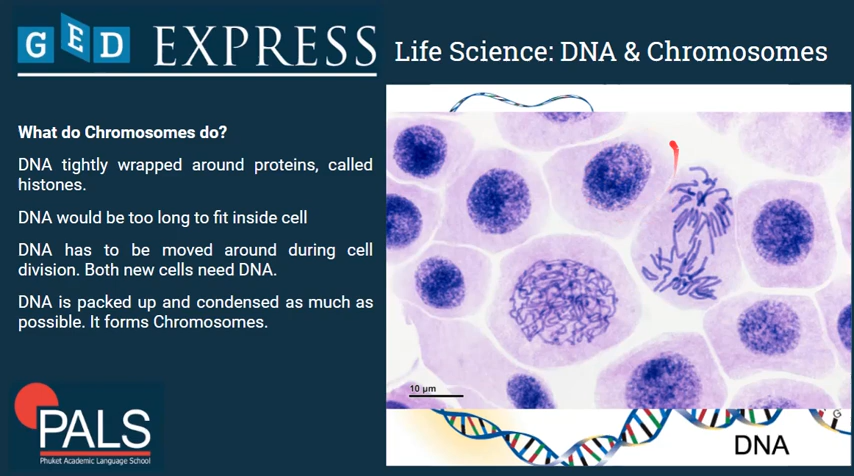 GED EXPRESS
Life Science: DNA & Chromosomes
What do Chromosomes do?
DNA tightly wrapped around proteins, called
histones.
DNA would be too long to fit inside cell
DNA has to be moved around during cell
division. Both new cells need DNA.
DNA is packed up and condensed as much as
possible. It forms Chromosomes.
10 µm
G
DNA
PALS
Phuket Academic Language School